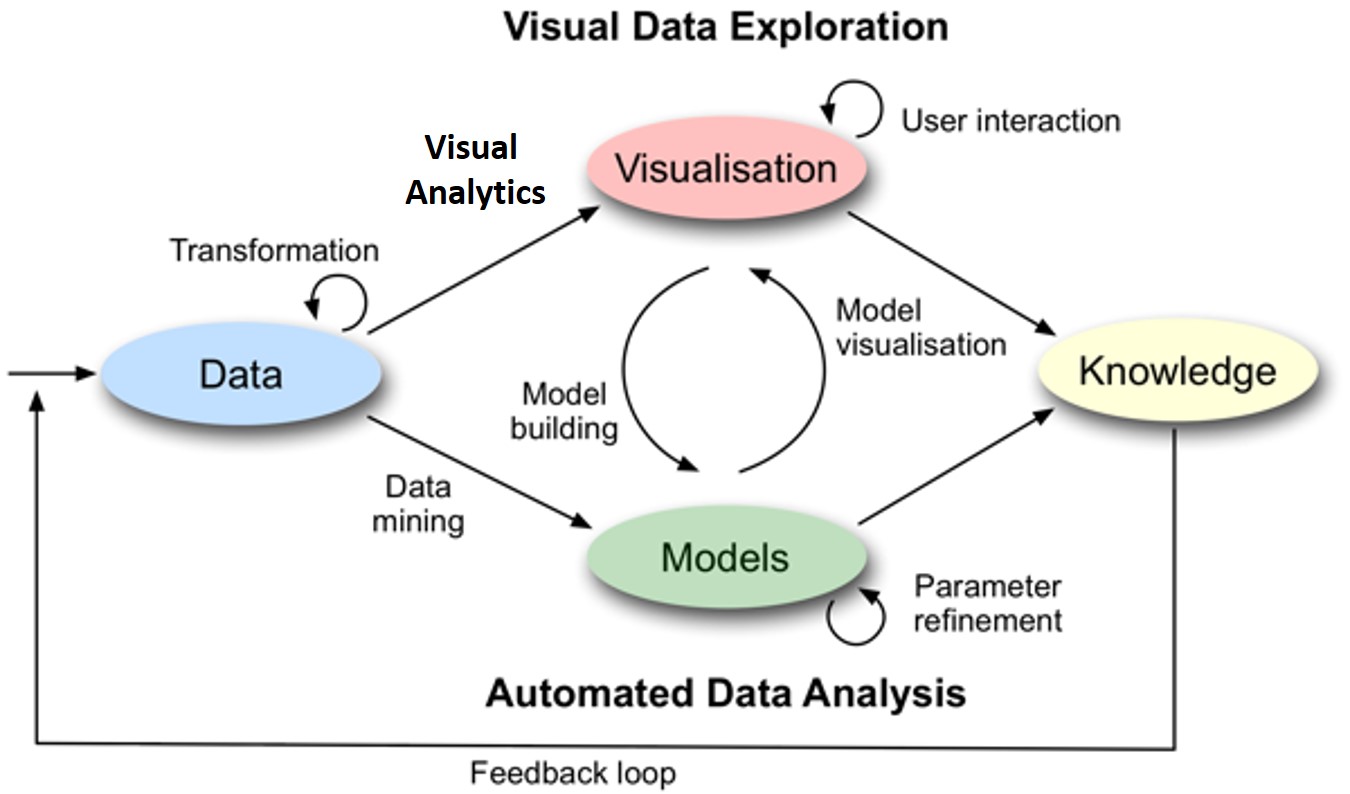 Visual Data Exploration
User interaction
Visual
Analytics
Visualisation
Transformation
Model
visualisation
Data
Knowledge
Model
building
Data
mining
Models
Parameter
refinement
Automated Data Analysis
Feedback loop